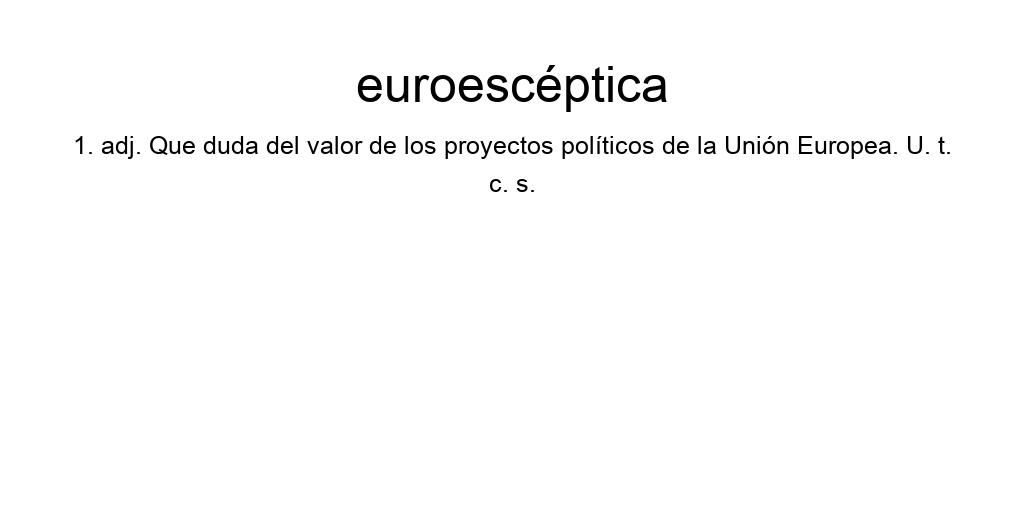 euroescéptica
1. adj. Que duda del valor de los proyectos políticos de la Unión Europea. U. t.
c. s.